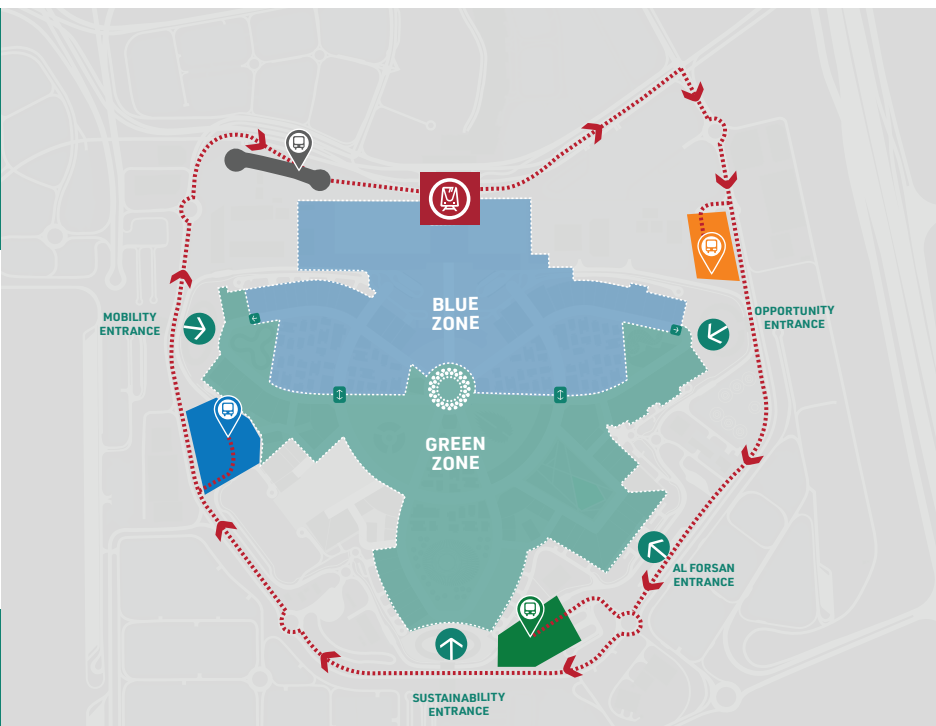 BLUE
ZONE
MOBILITY
ENTRANCE
OPPORTUNITY
ENTRANCE
GREEN
ZONE
AL FORSAN
ENTRANCE
SUSTAINABILITY
ENTRANCE